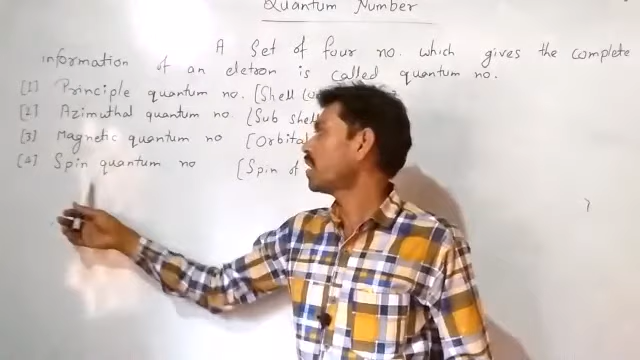 Quantum Number
A Set of four no. which gives the complete
information of an eletron is called quantum no.
[1] Principle quantum no. [Shell
[2] Azimuthal quantum no. [Sub shell
[3] Magnetic quantum no [Orbital
[4] Spin quantum no [Spin of